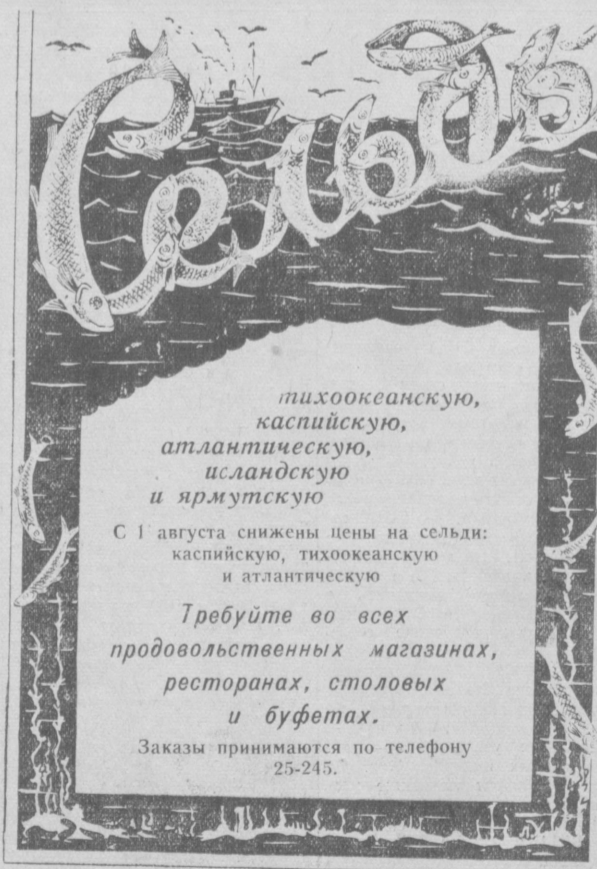 Сельдь
тихоокеанскую,
каспийскую,
атлантическую,
исландскую
и ярмутскую
С 1 августа снижены цены на сельди:
каспийскую, тихоокеанскую
и атлантическую
Требуйте во всех
продовольственных магазинах,
ресторанах, столовых
и буфетах.
Заказы принимаются по телефону
25-245.